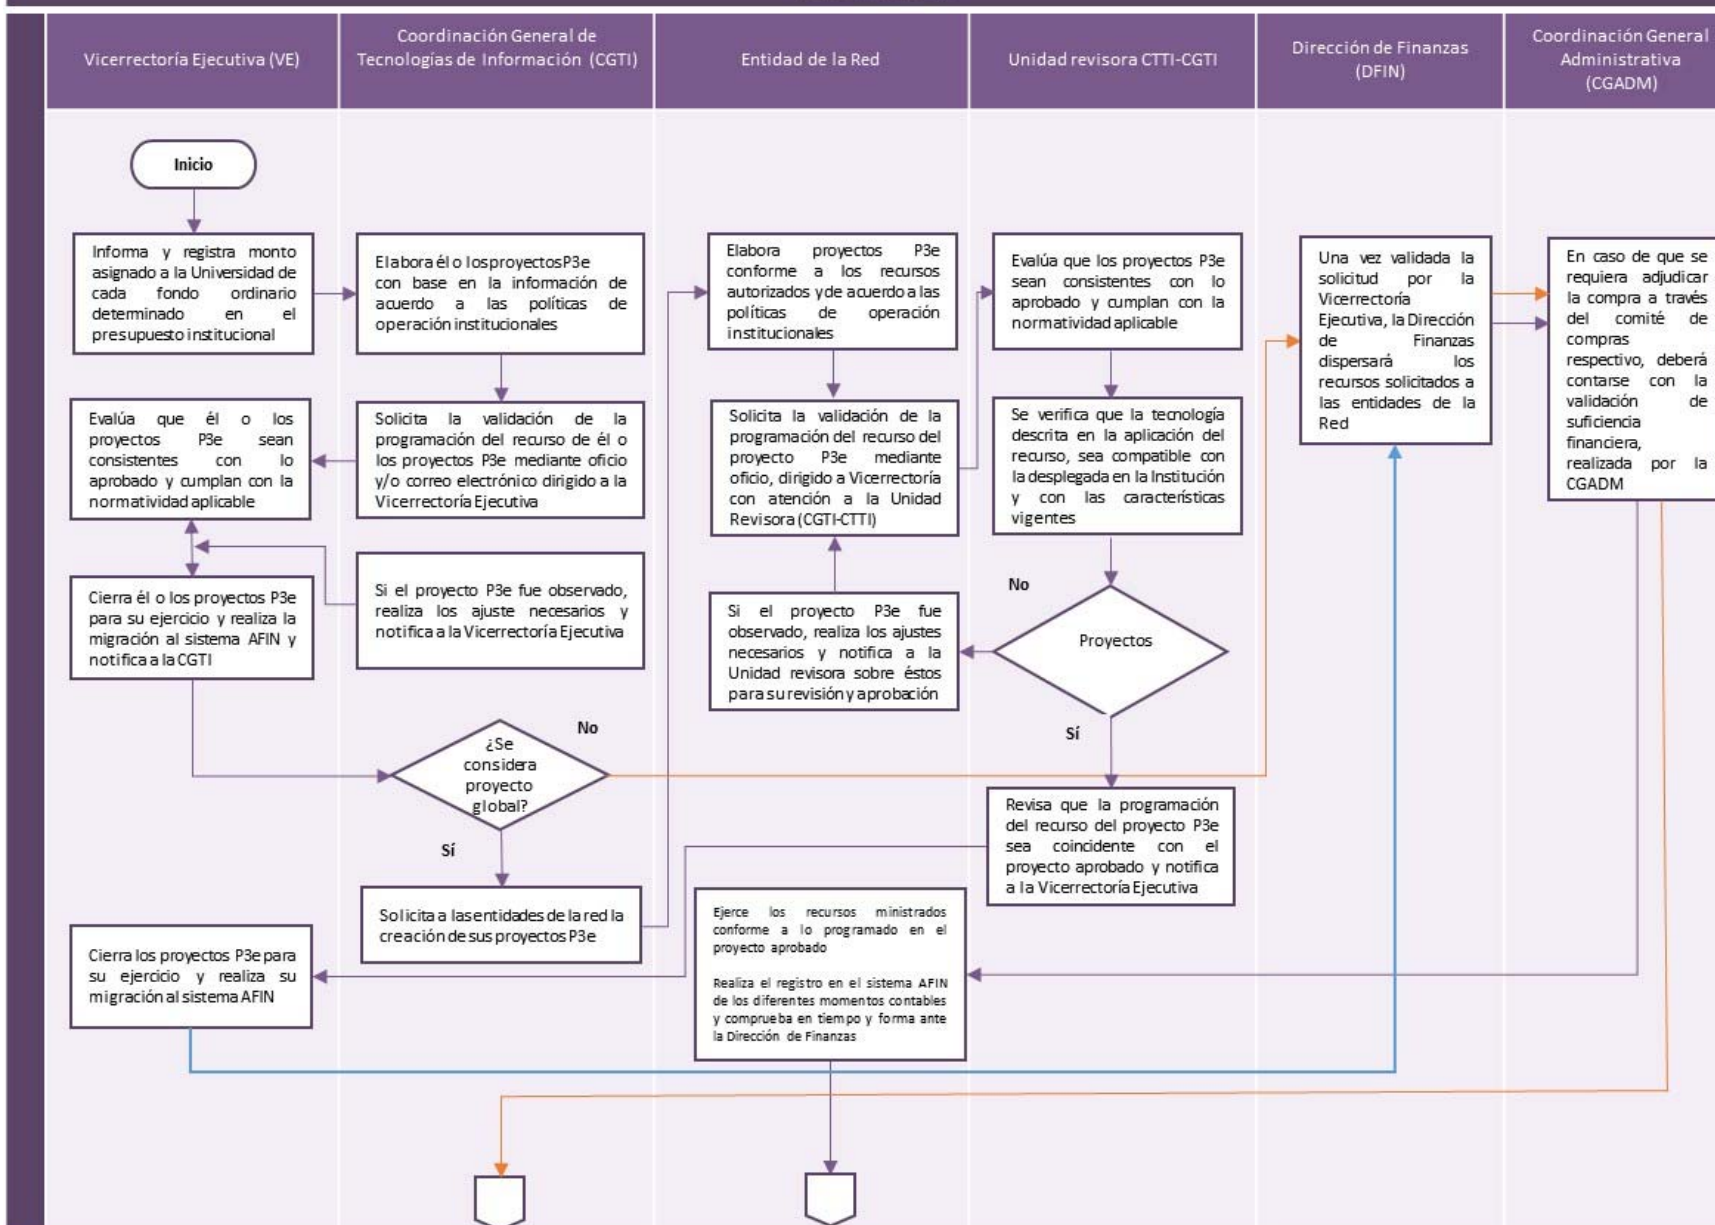 Vicerrectoría Ejecutiva (VE)
Coordinación General de
Tecnologías de Información (CGTI)
Entidad de la Red
Unidad revisora CTTI-CGTI
Dirección de Finanzas
(DFIN)
Coordinación General
Administrativa
(CGADM)
Inicio
Informa y registra monto
asignado a la Universidad de
cada fondo ordinario
determinado en el
presupuesto institucional
Elabora él o los proyectos P3e
con base en la información de
acuerdo a las políticas de
operación institucionales
Elabora proyectos P3e
conforme a los recursos
autorizados y de acuerdo a las
políticas de operación
institucionales
Evalúa que los proyectos P3e
sean consistentes con lo
aprobado y cumplan con la
normatividad aplicable
Una vez validada la
solicitud por la
Vicerrectoría
Ejecutiva, la Dirección
de Finanzas
dispersará los
recursos solicitados a
las entidades de la
Red
En caso de que se
requiera adjudicar
la compra a través
del comité de
compras
respectivo, deberá
contarse con la
validación de
suficiencia
financiera,
realizada por la
CGADM
Evalúa que él o los
proyectos P3e sean
consistentes con lo
aprobado y cumplan con la
normatividad aplicable
Solicita la validación de la
programación del recurso de él o
los proyectos P3e mediante oficio
y/o correo electrónico dirigido a la
Vicerrectoría Ejecutiva
Solicita la validación de la
programación del recurso del
proyecto P3e mediante
oficio, dirigido a Vicerrectoría
con atención a la Unidad
Revisora (CGTI-CTTI)
Se verifica que la tecnología
descrita en la aplicación del
recurso, sea compatible con
la desplegada en la Institución
y con las características
vigentes
Cierra él o los proyectos P3e
para su ejercicio y realiza la
migración al sistema AFIN y
notifica a la CGTI
Si el proyecto P3e fue observado,
realiza los ajuste necesarios y
notifica a la Vicerrectoría Ejecutiva
Si el proyecto P3e fue
observado, realiza los ajustes
necesarios y notifica a la
Unidad revisora sobre éstos
para su revisión y aprobación
No
Proyectos
Sí
¿Se
considera
proyecto
global?
No
Sí
Revisa que la programación
del recurso del proyecto P3e
sea coincidente con el
proyecto aprobado y notifica
a la Vicerrectoría Ejecutiva
Solicita a las entidades de la red la
creación de sus proyectos P3e
Ejerce los recursos ministrados
conforme a lo programado en el
proyecto aprobado
Realiza el registro en el sistema AFIN
de los diferentes momentos contables
y comprueba en tiempo y forma ante
la Dirección de Finanzas
Cierra los proyectos P3e para
su ejercicio y realiza su
migración al sistema AFIN